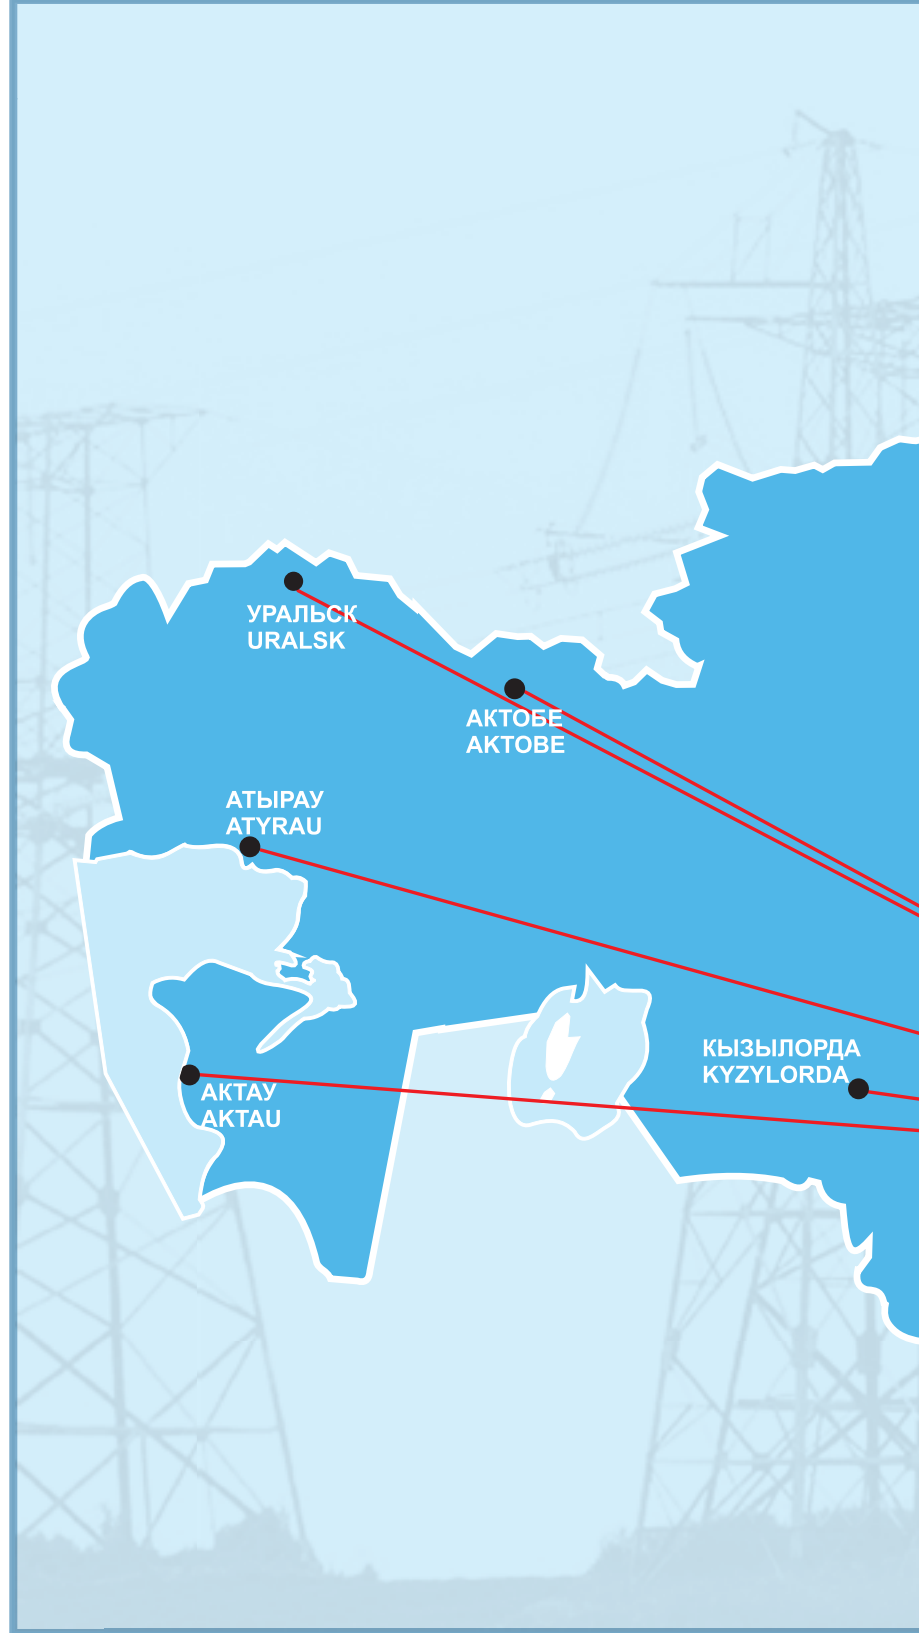 УРАЛЬСК
URALSK
АКТОБЕ
AKTOBE
АТЫРАУ
ATYRAU
КЫЗЫЛОРДА
KYZYLORDA
АКТАУ
AKTAU